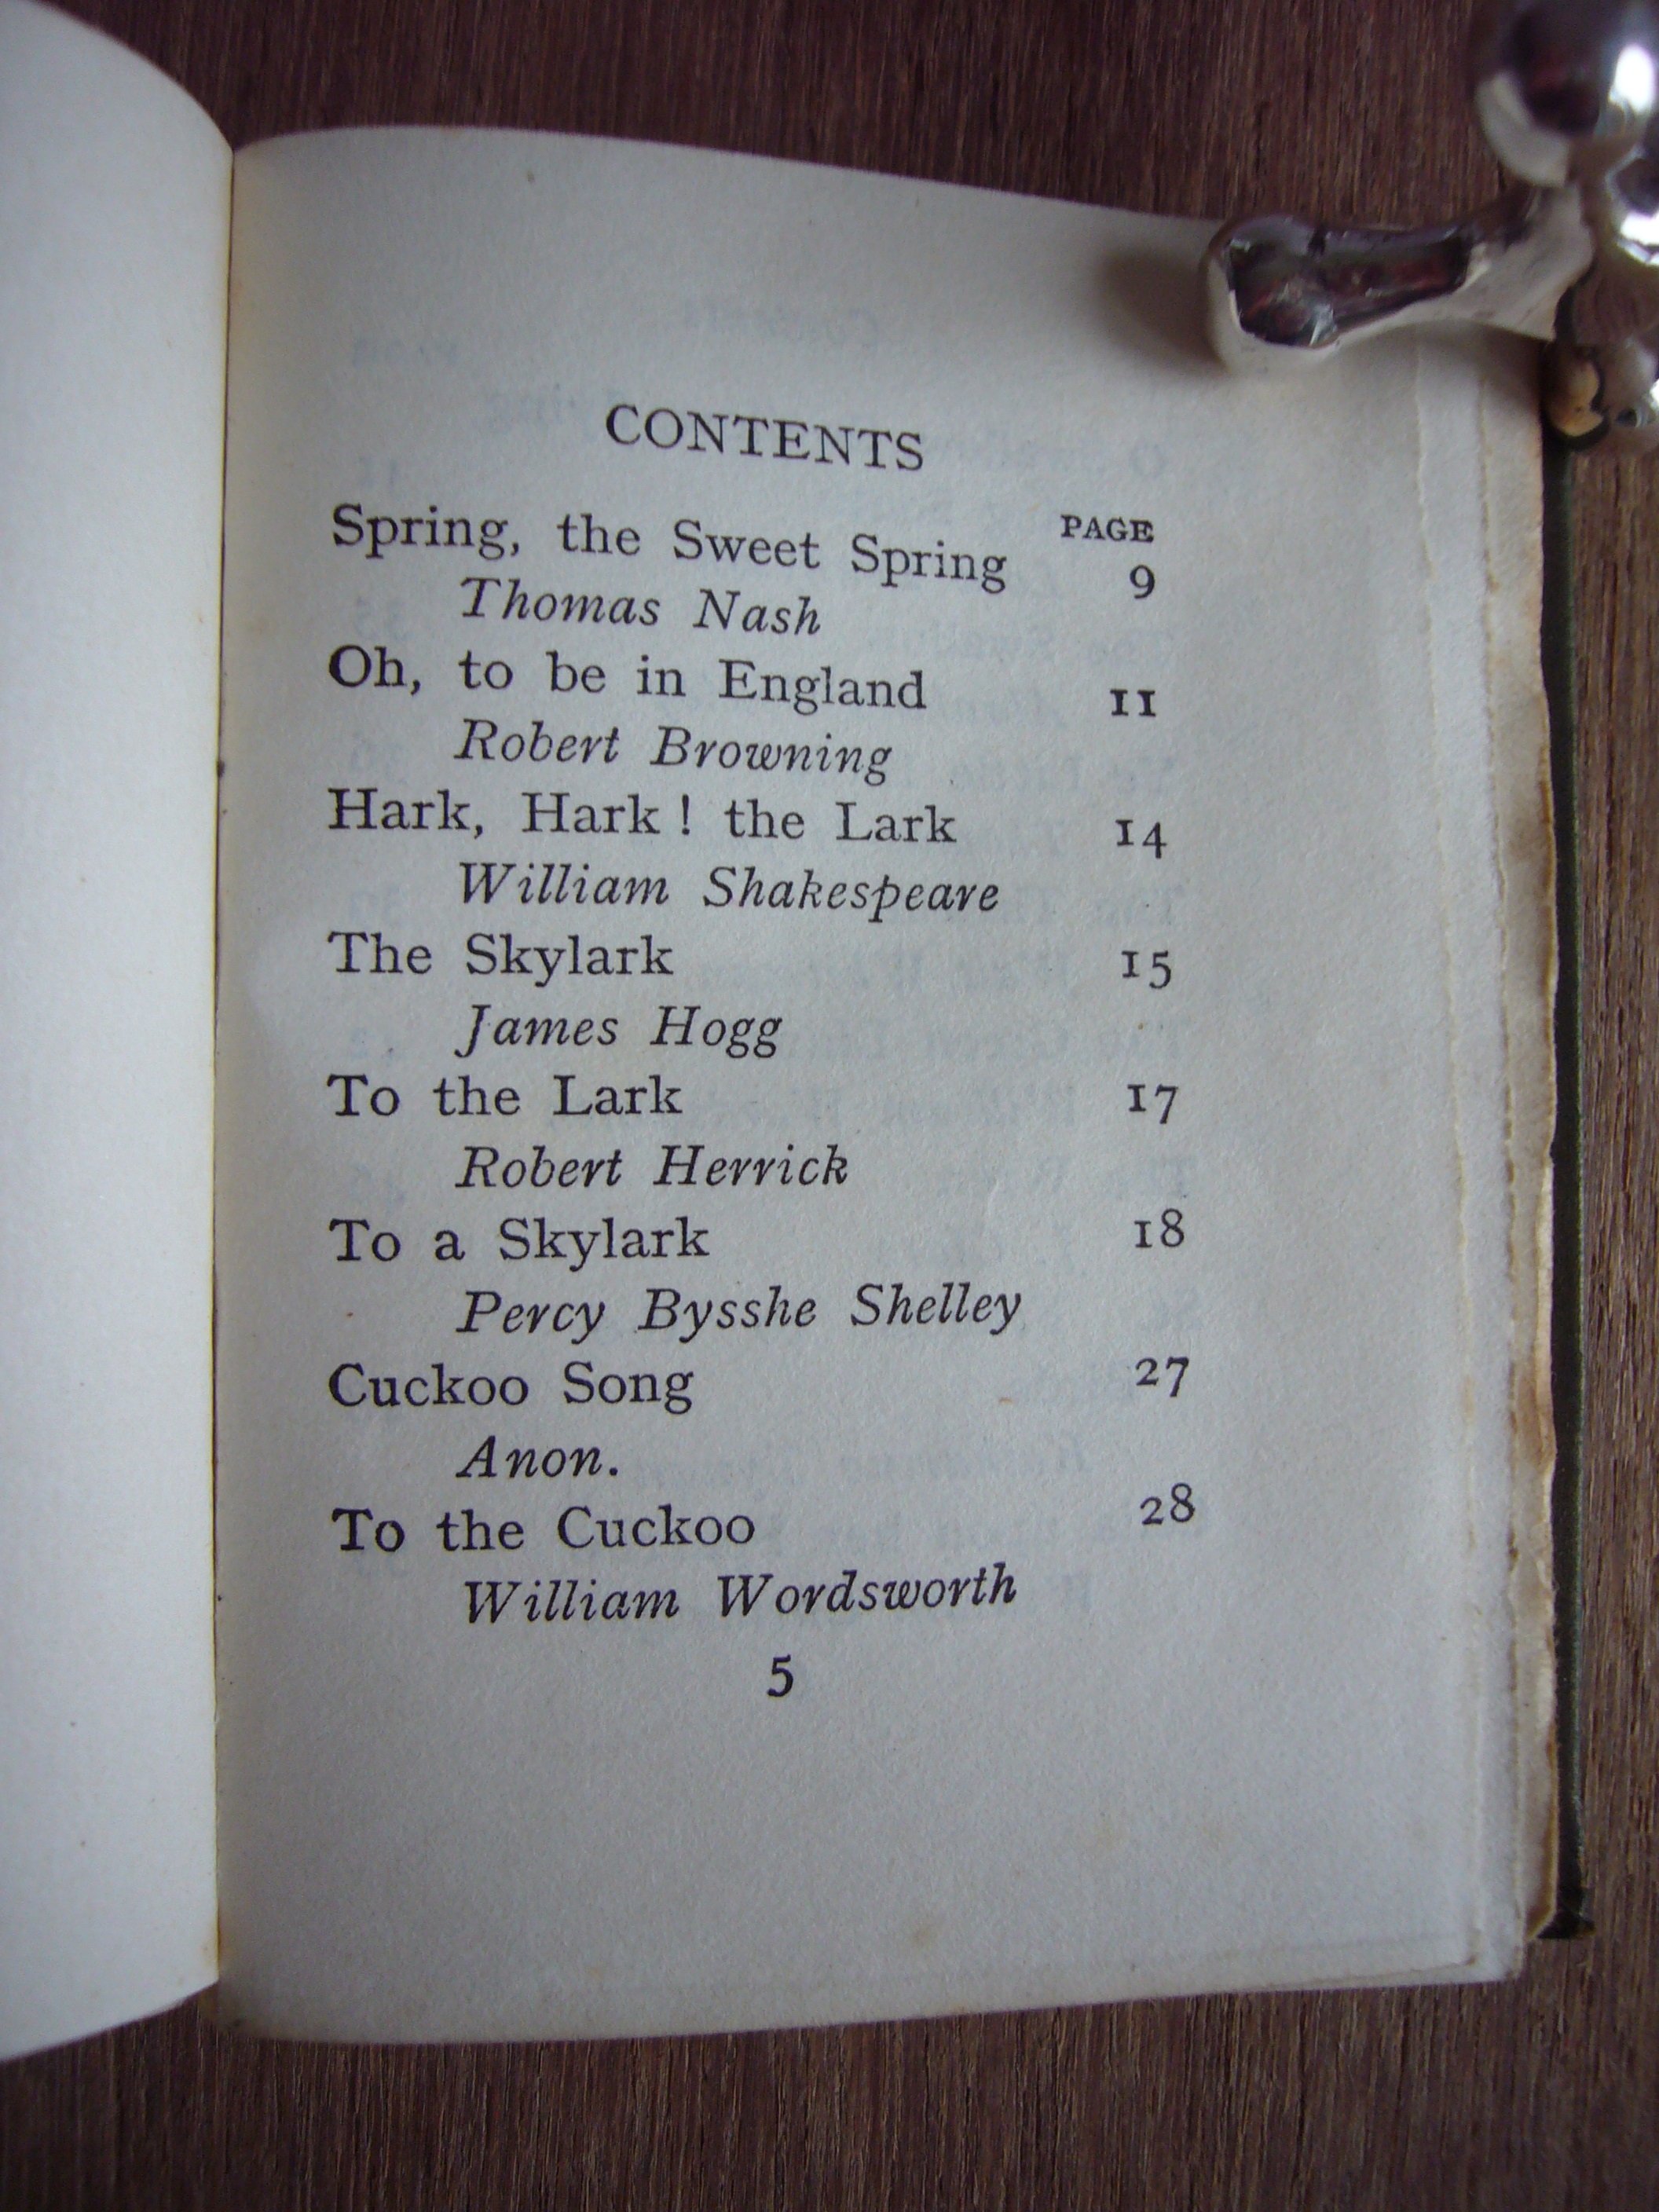 CONTENTS
PAGE
Spring, the Sweet Spring 9
Thomas Nash
Oh, to be in England 11
Robert Browning
Hark, Hark! the Lark 14
William Shakespeare
The Skylark 15
James Hogg
To the Lark 17
Robert Herrick
To a Skylark 18
Percy Bysshe Shelley
Cuckoo Song 27
Anon.
To the Cuckoo 28
William Wordsworth
5